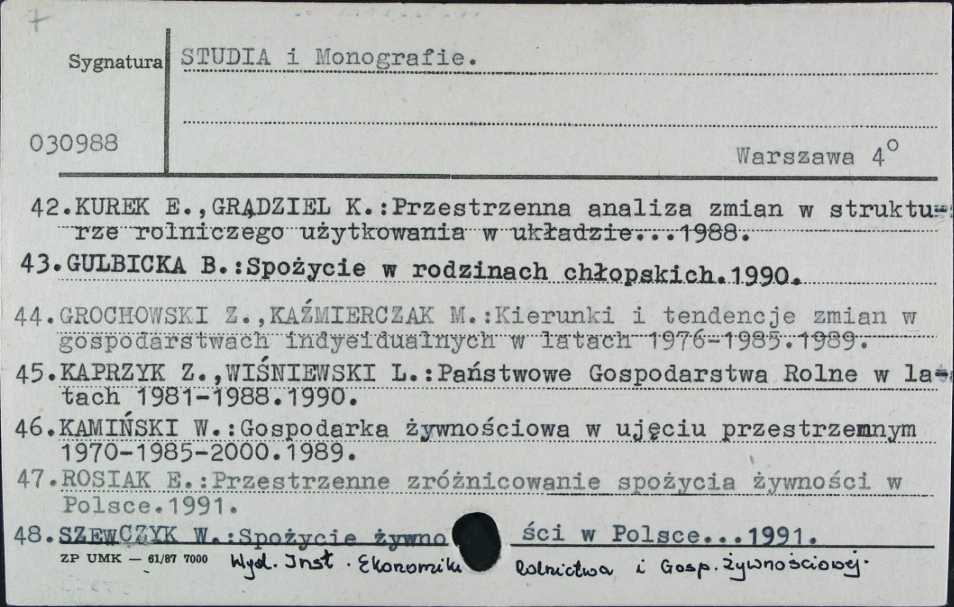 7
Sygnatura STUDIA i Monografie.
030988
Warszawa 4°
42.KUREK E.,GRĄDZIEL K.:Przestrzenna analiza zmian w struktu-
rze rolniczego użytkowania w układzie...1988.
43.GULBICKA B.:Spożycie w rodzinach chłopskich.1990.
44.GROCHOWSKI Z.,KAŹMIERCZAK M.:Kierunki i tendencje zmian w
gospodarstwach indyeidualnych w latach 1976-1985.1989.
45.KAPRZYK Z.,WIŚNIEWSKI L.:Państwowe Gospodarstwa Rolne w la-
tach 1981-1988.1990.
46.KAMIŃSKI W.:Gospodarka żywnościowa w ujęciu przestrzemnym
1970-1985-2000.1989.
47.ROSIAK E.:Przestrzenne zróżnicowanie spożycia żywności w
Polsce.1991.
48.SZEWCZYK W.:Spożycie żywno ści w Polsce...1991.
ZP UMK — 61/87 7000 Wyd. Inst. Ekonomiki Rolnictwa i Gosp. Żywnościowej.